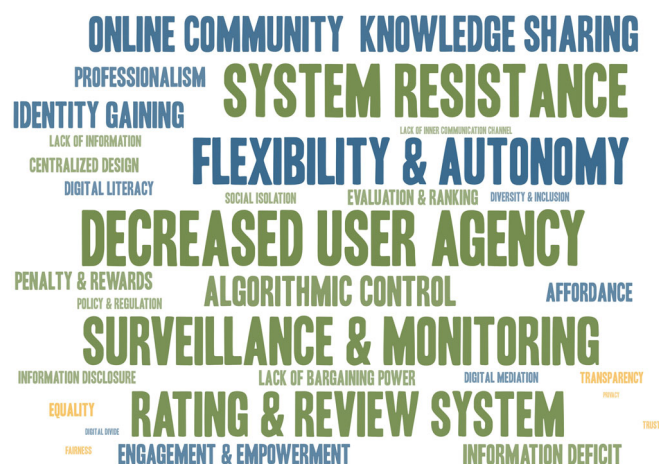 ONLINE COMMUNITY KNOWLEDGE SHARING
PROFESSIONALISM SYSTEM RESISTANCE
IDENTITY GAINING
LACK OF INNER COMMUNICATION CHANNEL
LACK OF INFORMATION
FLEXIBILITY & AUTONOMY
CENTRALIZED DESIGN
DIGITAL LITERACY
SOCIAL ISOLATION EVALUATION & RANKING DIVERSITY & INCLUSION
DECREASED USER AGENCY
PENALTY & REWARDS ALGORITHMIC CONTROL AFFORDANCE
POLICY & REGULATION
SURVEILLANCE & MONITORING
INFORMATION DISCLOSURE LACK OF BARGAINING POWER DIGITAL MEDIATION TRANSPARENCY
PRIVACY
EQUALITY RATING & REVIEW SYSTEM
TRUST
DIGITAL DIVIDE
FAIRNESS ENGAGEMENT & EMPOWERMENT INFORMATION DEFICIT